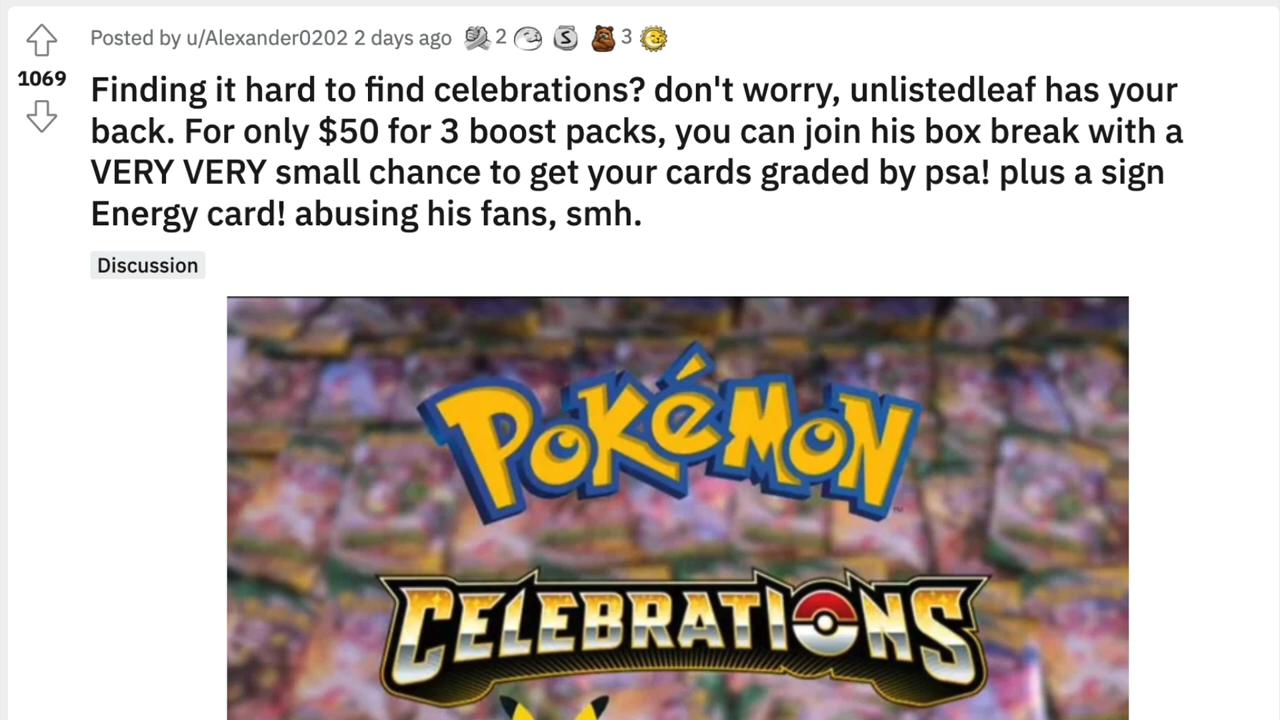 Posted by u/Alexander0202 2 days ago 2 S 3
1069
Finding it hard to find celebrations? don't worry, unlistedleaf has your
back. For only $50 for 3 boost packs, you can join his box break with a
VERY VERY small chance to get your cards graded by psa! plus a sign
Energy card! abusing his fans, smh.
Discussion
POKéMON
TM
CELEBRATIONS